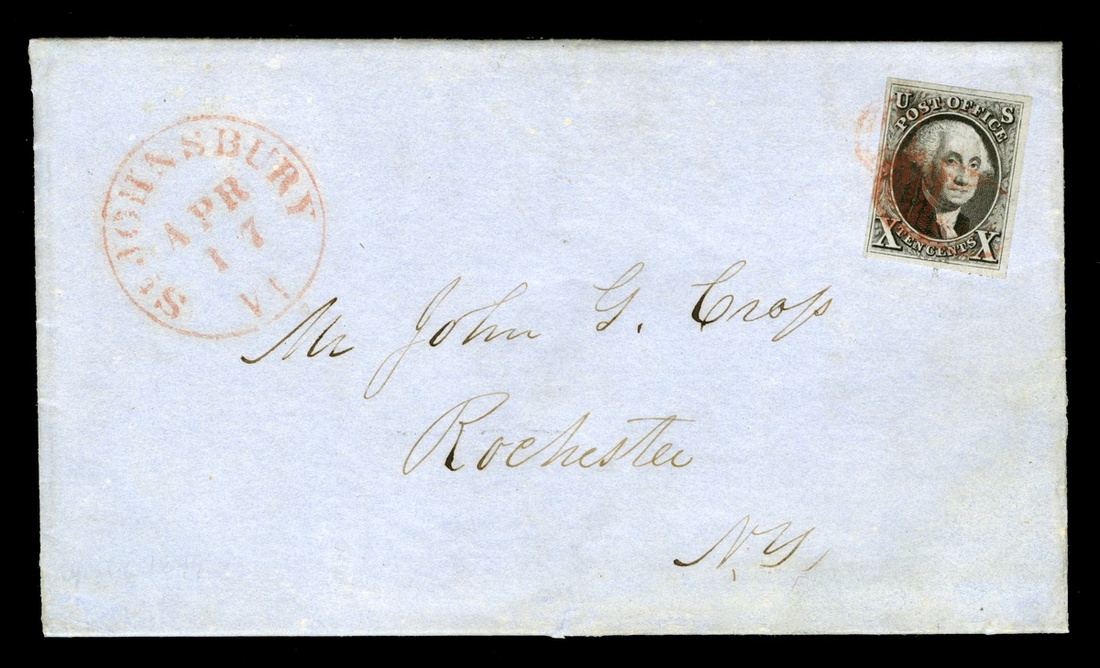 St. JOHNSBURY Vt.
APR
17
U S
POST OFFICE
X TEN CENTS X
Mr John G. Cross
Rochester
N.Y.